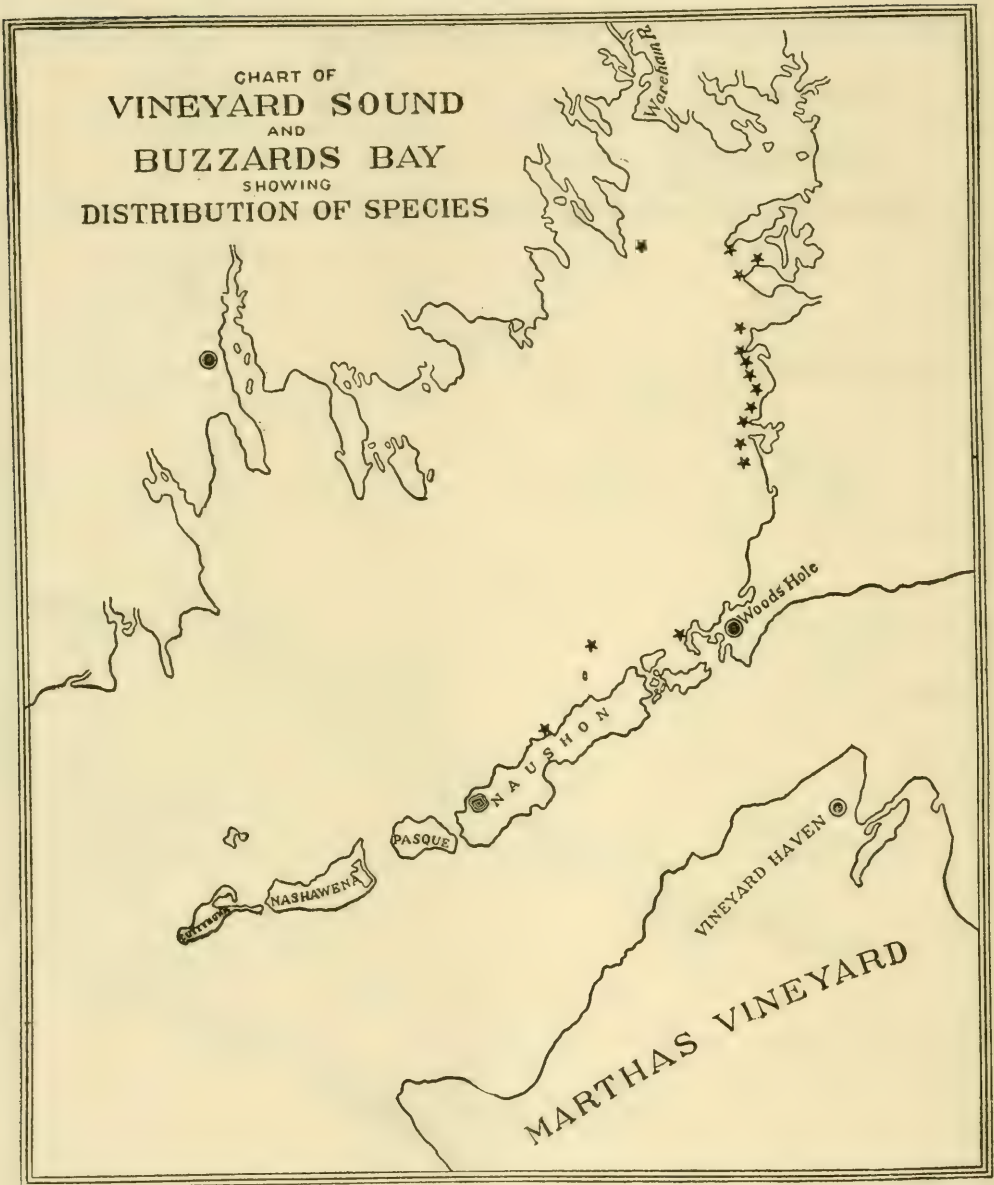 CHART OF
VINEYARD SOUND
AND
BUZZARDS BAY
SHOWING
DISTRIBUTION OF SPECIES
Wareham R.
Woods Hole
NAUSHON
PASQUE
NASHAWENA
CUTTYHUNK
VINEYARD HAVEN
MARTHAS VINEYARD